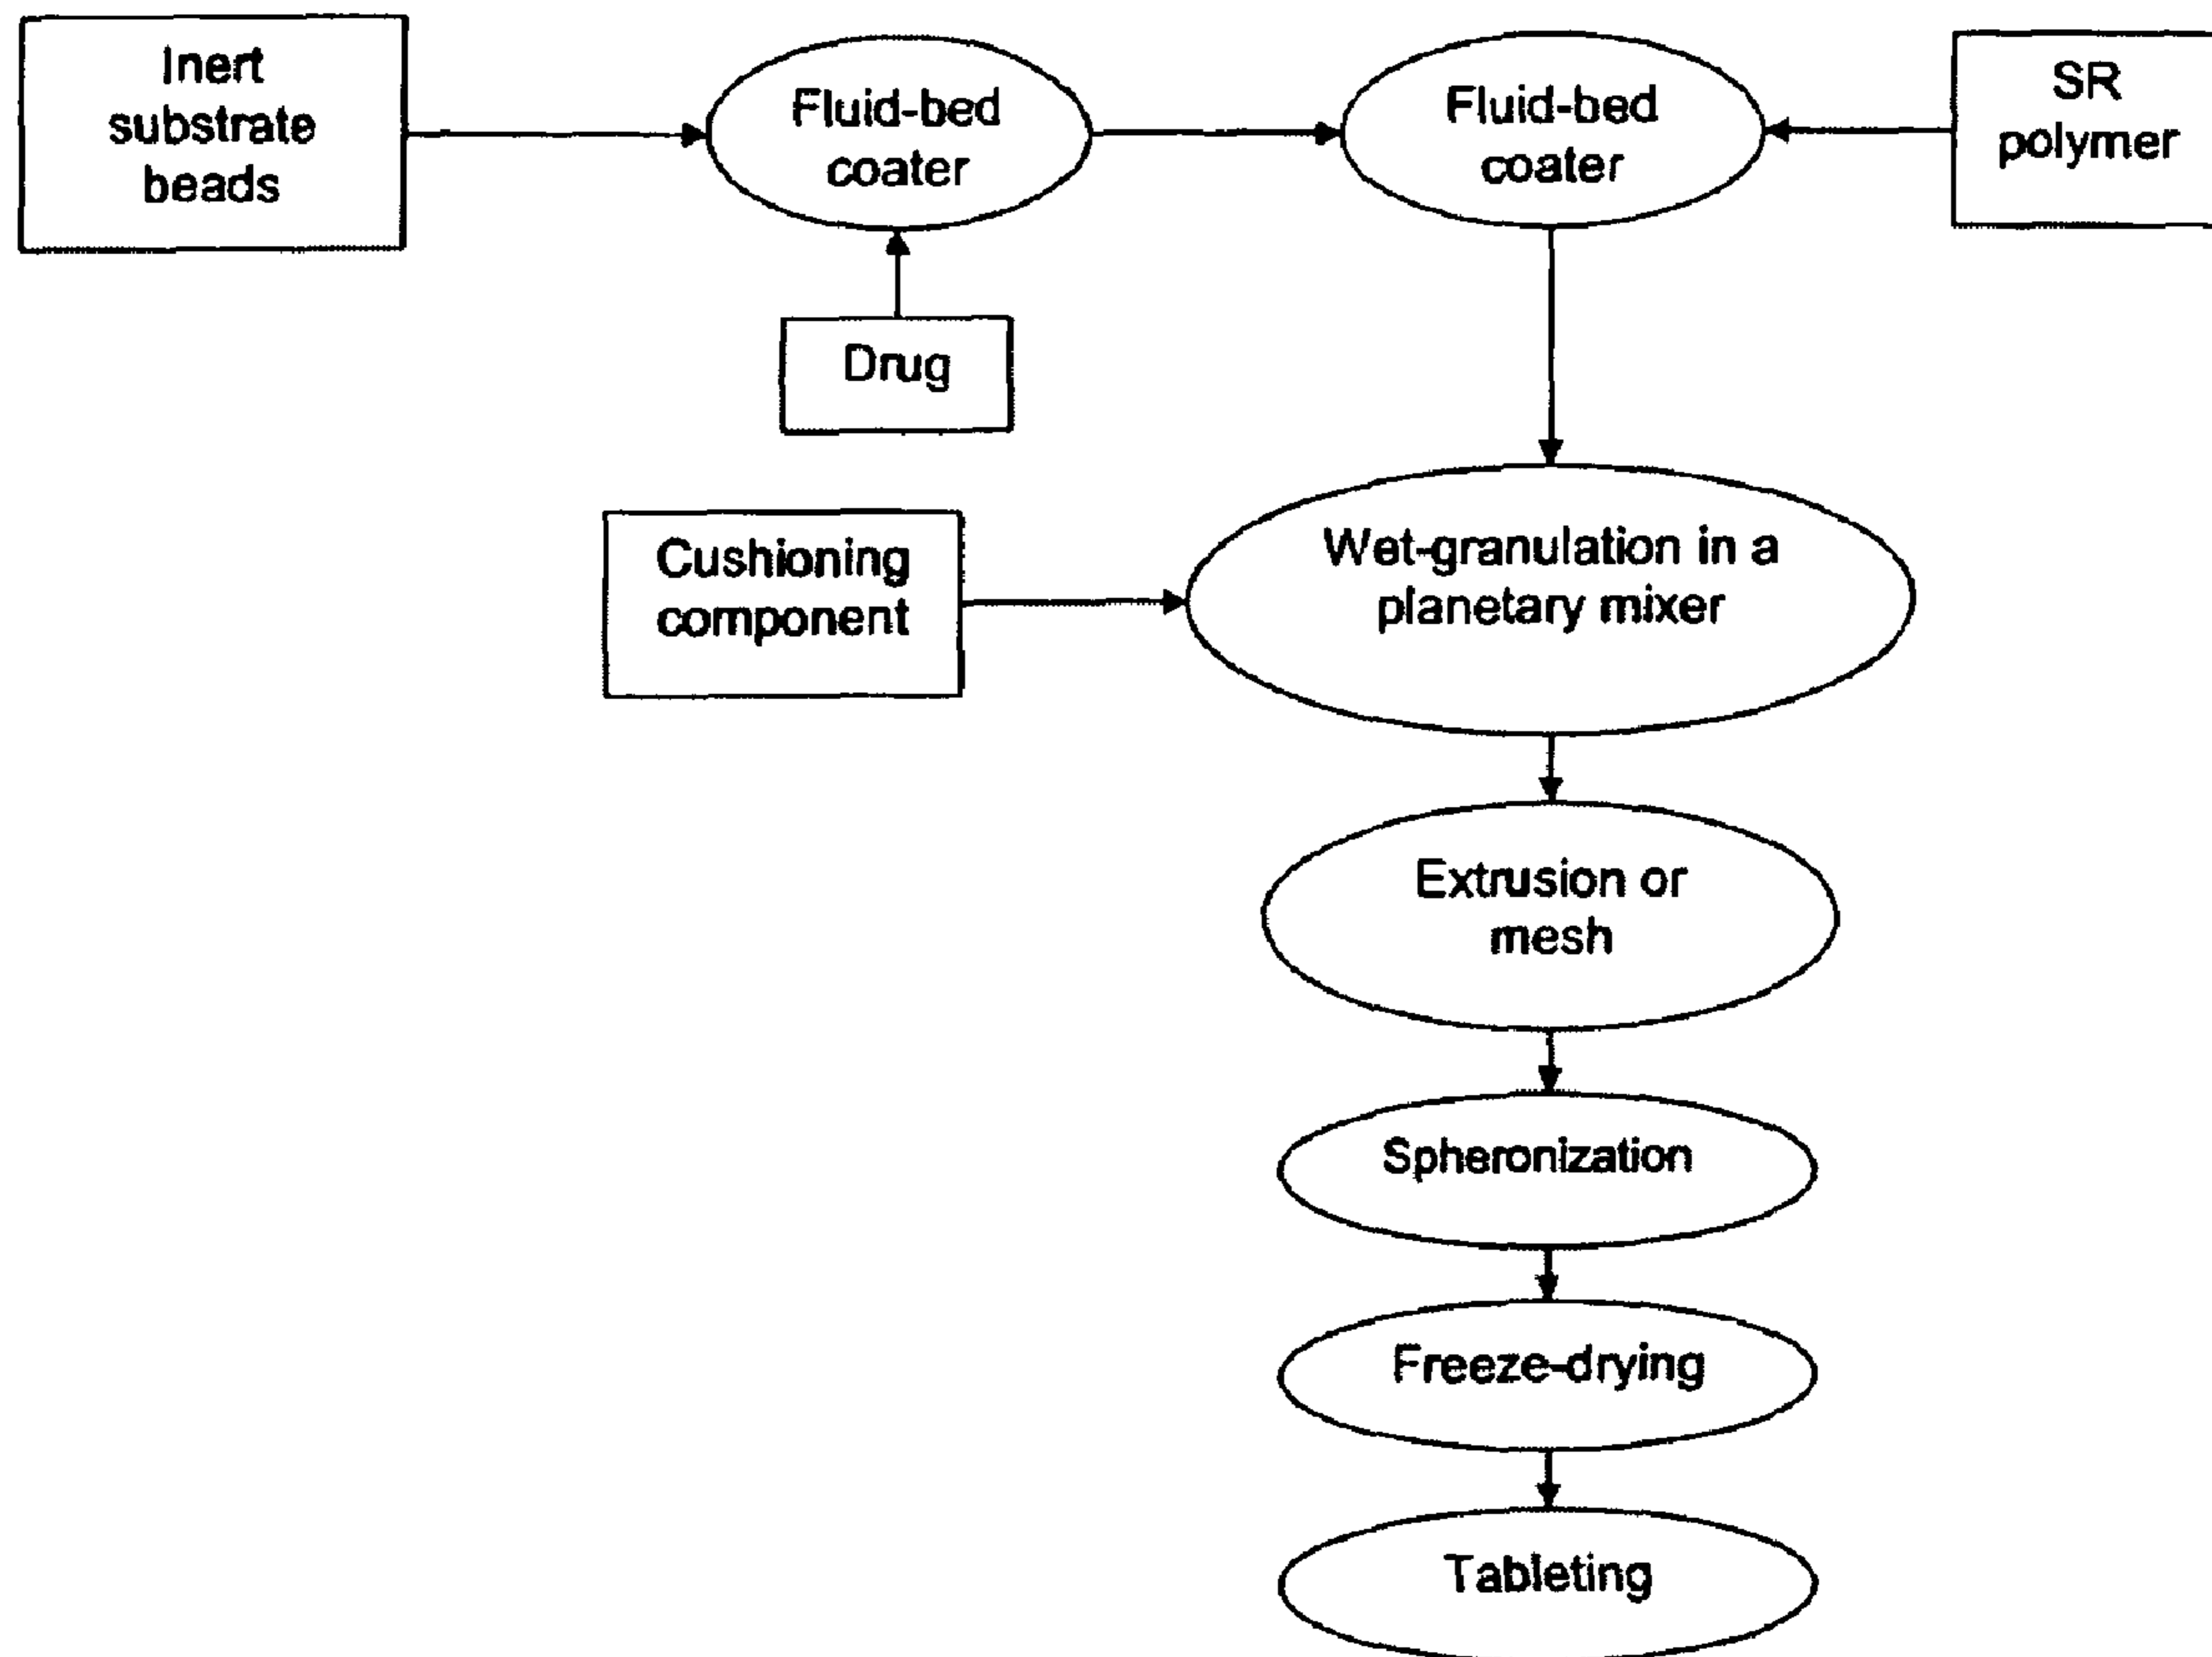 Inert
substrate
beads
Fluid-bed
coater
Fluid-bed
coater
SR
polymer
Drug
Cushioning
component
Wet-granulation in a
planetary mixer
Extrusion or
mesh
Spheronization
Freeze-drying
Tableting